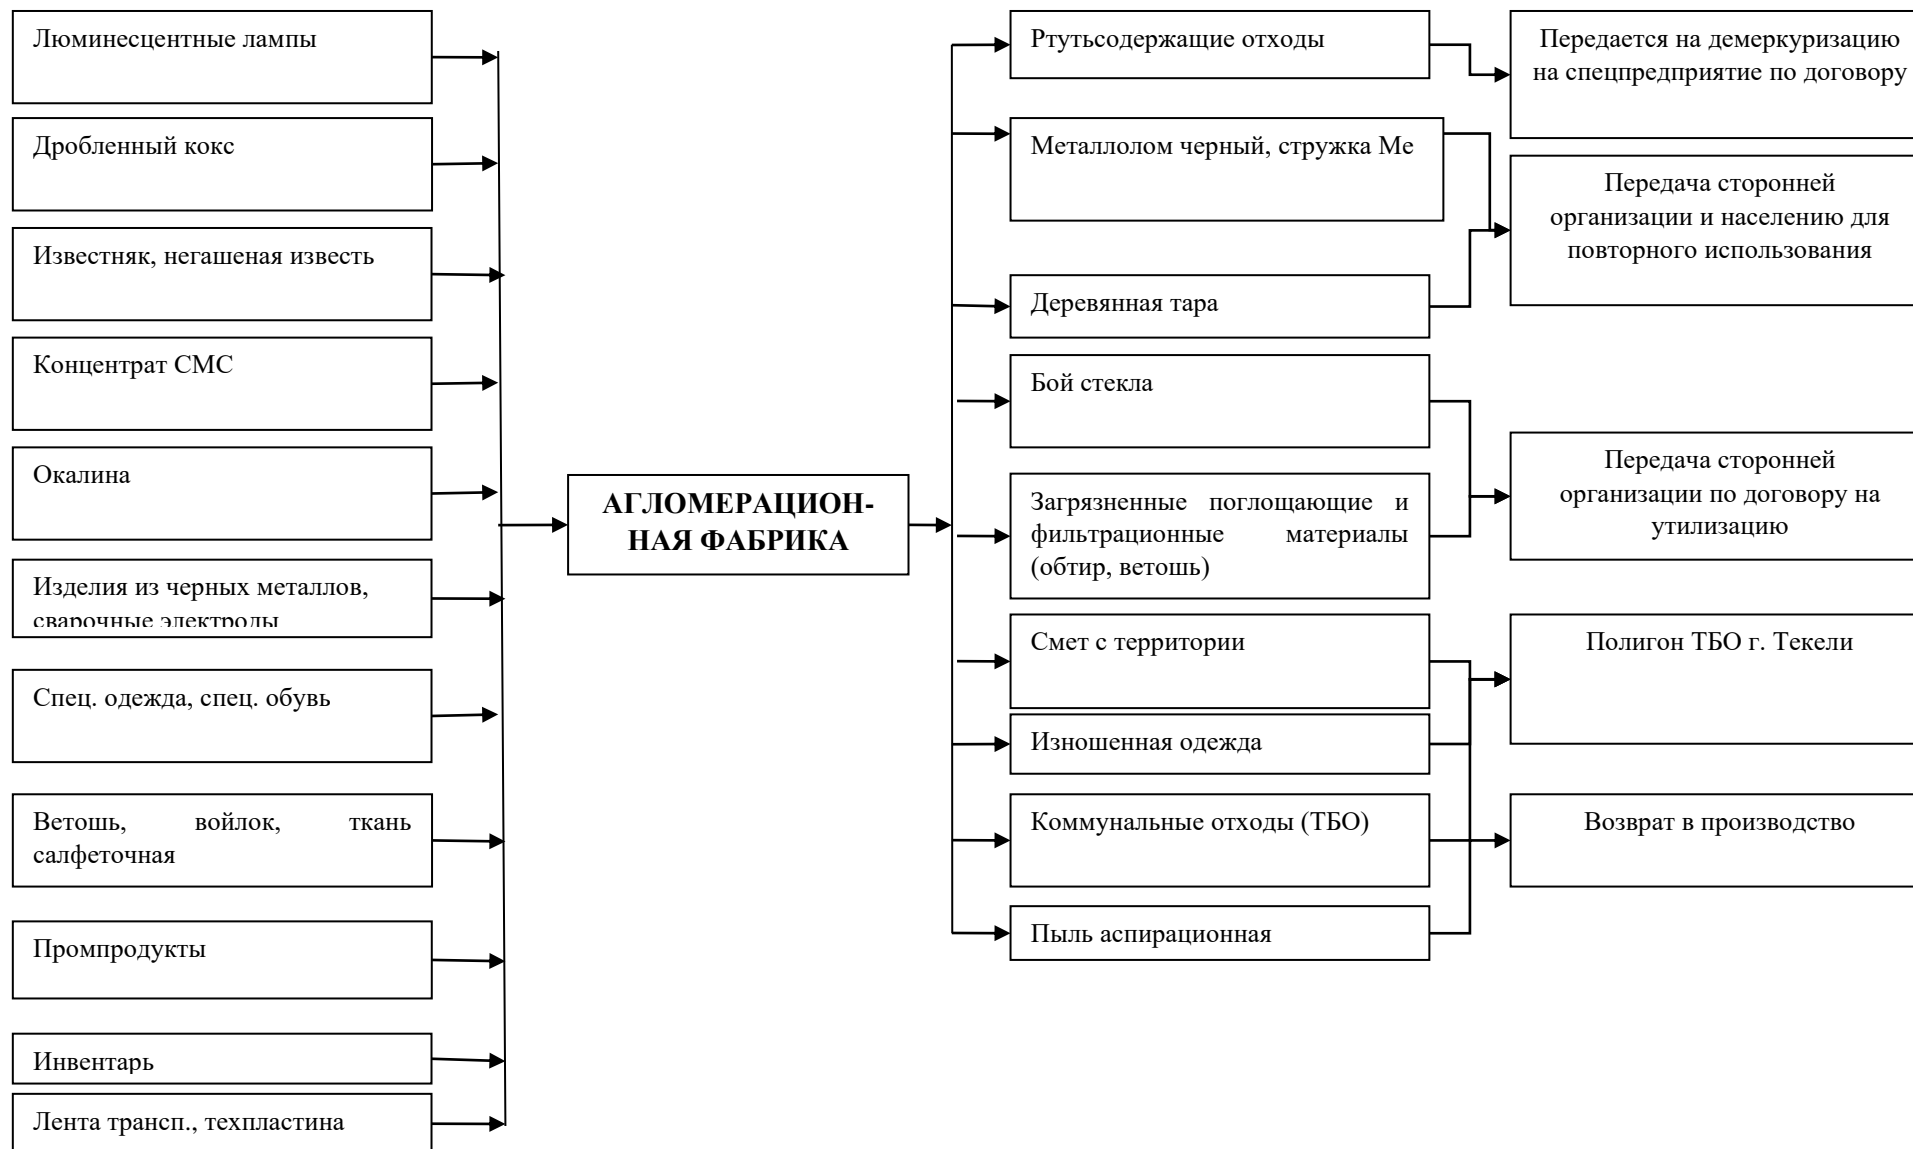 Люминесцентные лампы
Дробленный кокс
Известняк, негашеная известь
Концентрат СМС
Окалина
Изделия из черных металлов,
сварочные электроды
Спец. одежда, спец. обувь
Ветошь, войлок, ткань
салфеточная
Промпродукты
Инвентарь
Лента трансп., техпластина
АГЛОМЕРАЦИОН-
НАЯ ФАБРИКА
Ртутьсодержащие отходы
Металлолом черный, стружка Ме
Деревянная тара
Бой стекла
Загрязненные поглощающие и
фильтрационные материалы
(обтир, ветошь)
Смет с территории
Изношенная одежда
Коммунальные отходы (ТБО)
Пыль аспирационная
Передается на демеркуризацию
на спецпредприятие по договору
Передача сторонней
организации и населению для
повторного использования
Передача сторонней
организации по договору на
утилизацию
Полигон ТБО г. Текели
Возврат в производство